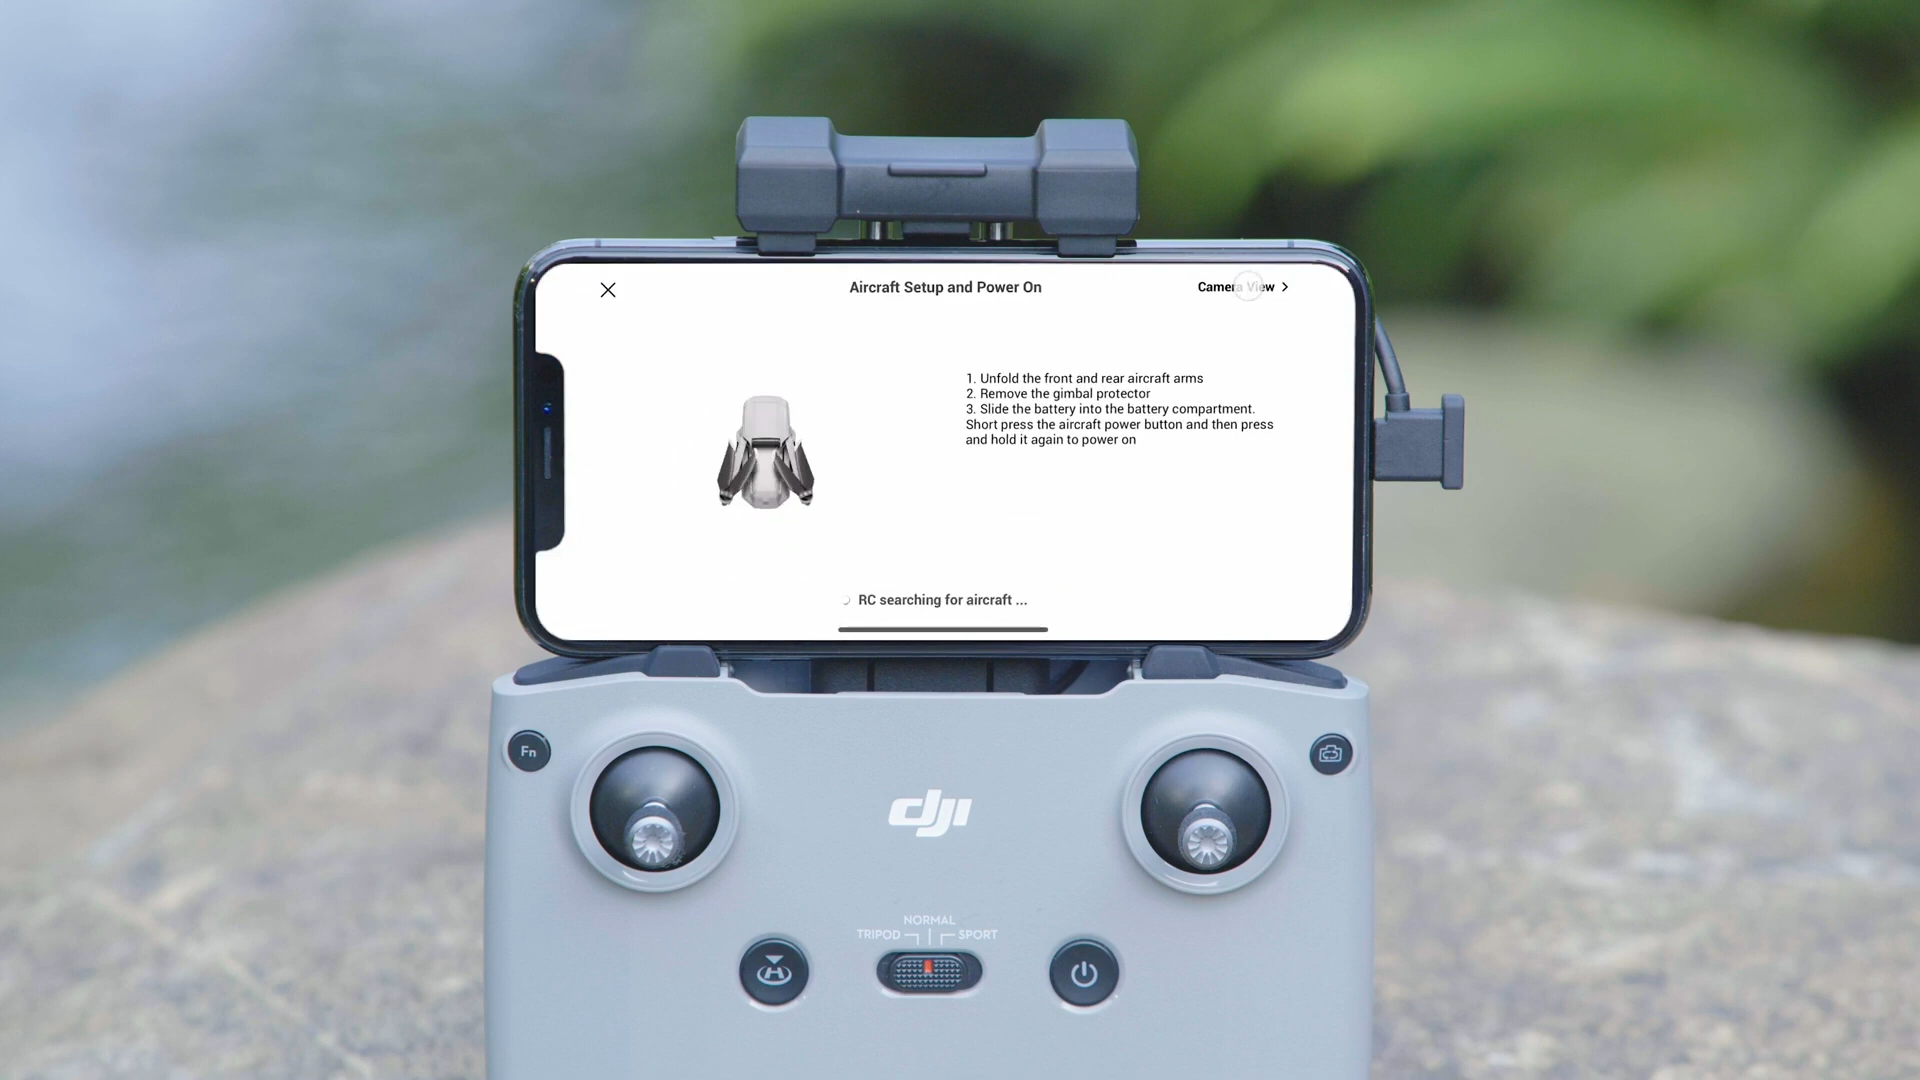 Aircraft Setup and Power On
Camera View
1. Unfold the front and rear aircraft arms
2. Remove the gimbal protector
3. Slide the battery into the battery compartment.
Short press the aircraft power button and then press
and hold it again to power on
RC searching for aircraft ...
Fn
dji
NORMAL
TRIPOD SPORT
H